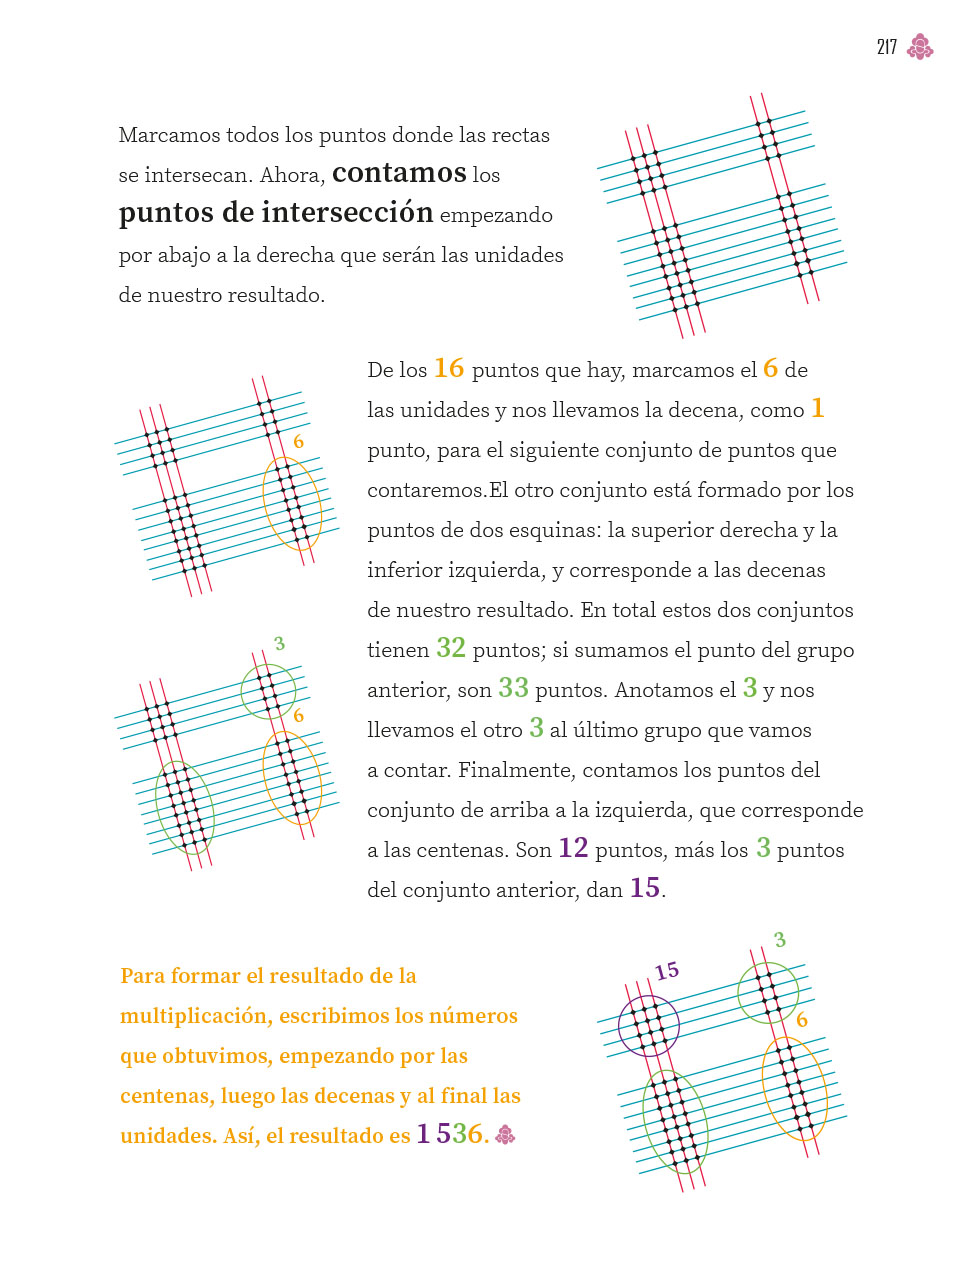 217
Marcamos todos los puntos donde las rectas
se intersecan. Ahora, contamos los
puntos de intersección empezando
por abajo a la derecha que serán las unidades
de nuestro resultado.
De los 16 puntos que hay, marcamos el 6 de
las unidades y nos llevamos la decena, como 1
punto, para el siguiente conjunto de puntos que
contaremos.El otro conjunto está formado por los
puntos de dos esquinas: la superior derecha y la
inferior izquierda, y corresponde a las decenas
de nuestro resultado. En total estos dos conjuntos
tienen 32 puntos; si sumamos el punto del grupo
anterior, son 33 puntos. Anotamos el 3 y nos
llevamos el otro 3 al último grupo que vamos
a contar. Finalmente, contamos los puntos del
conjunto de arriba a la izquierda, que corresponde
a las centenas. Son 12 puntos, más los 3 puntos
del conjunto anterior, dan 15.
6
3
6
Para formar el resultado de la
multiplicación, escribimos los números
que obtuvimos, empezando por las
centenas, luego las decenas y al final las
unidades. Así, el resultado es 1 536.
3
15
6